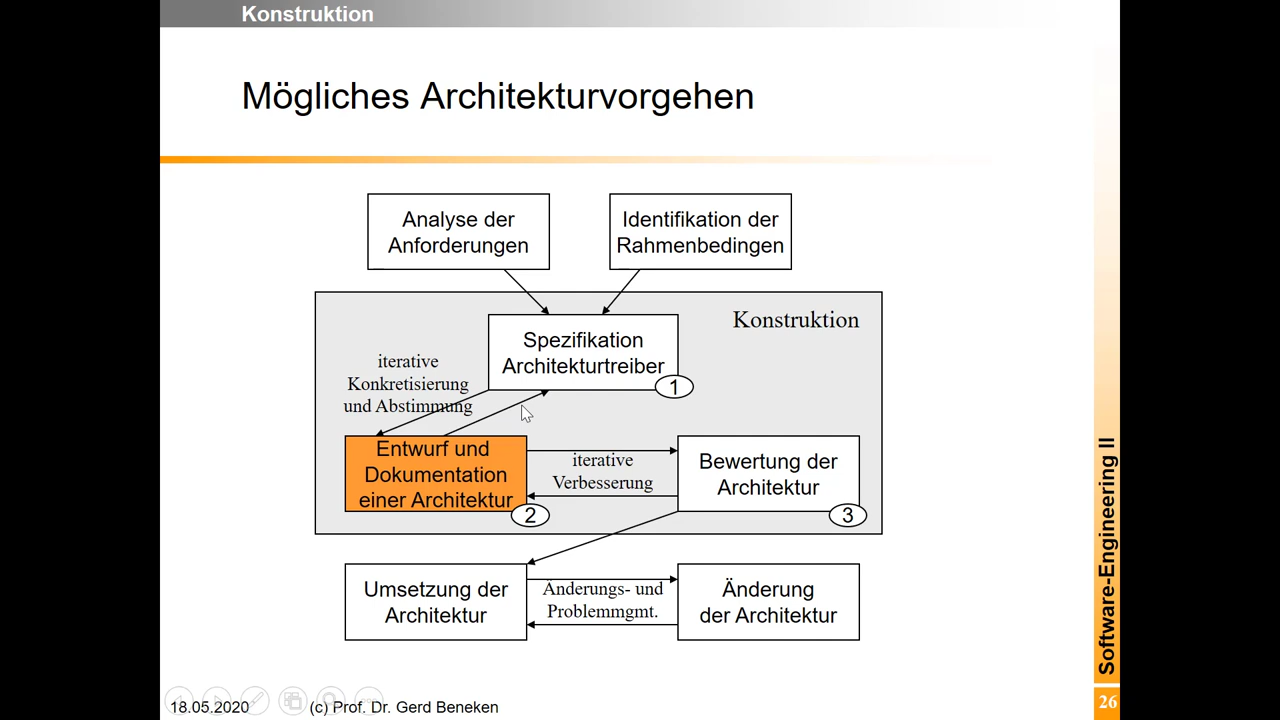 Konstruktion
Mögliches Architekturvorgehen
Analyse der
Anforderungen
Identifikation der
Rahmenbedingen
Konstruktion
Spezifikation
Architekturtreiber
1
iterative
Konkretisierung
und Abstimmung
Entwurf und
Dokumentation
einer Architektur
2
iterative
Verbesserung
Bewertung der
Architektur
3
Umsetzung der
Architektur
Änderungs- und
Problemmgmt.
Änderung
der Architektur
Software-Engineering II
18.05.2020
(c) Prof. Dr. Gerd Beneken
26